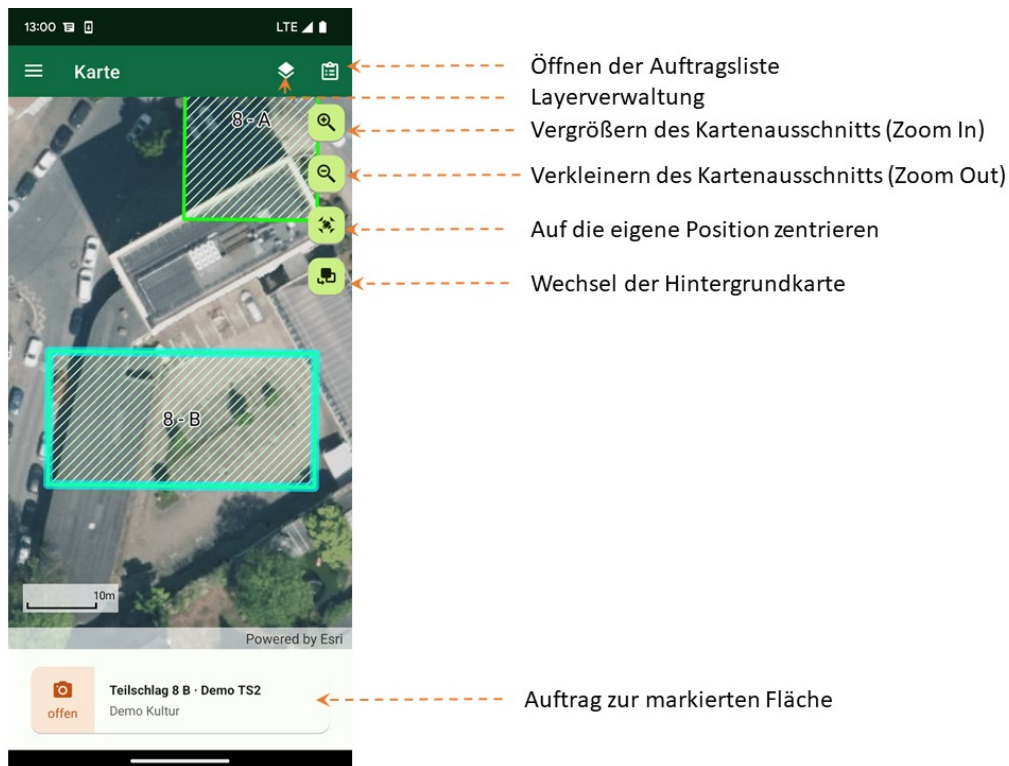 13:00
LTE
Karte
Öffnen der Auftragsliste
Layerverwaltung
8 - A
Vergrößern des Kartenausschnitts (Zoom In)
Verkleinern des Kartenausschnitts (Zoom Out)
Auf die eigene Position zentrieren
Wechsel der Hintergrundkarte
8 - B
10m
Powered by Esri
Teilschlag 8 B · Demo TS2
offen
Demo Kultur
Auftrag zur markierten Fläche